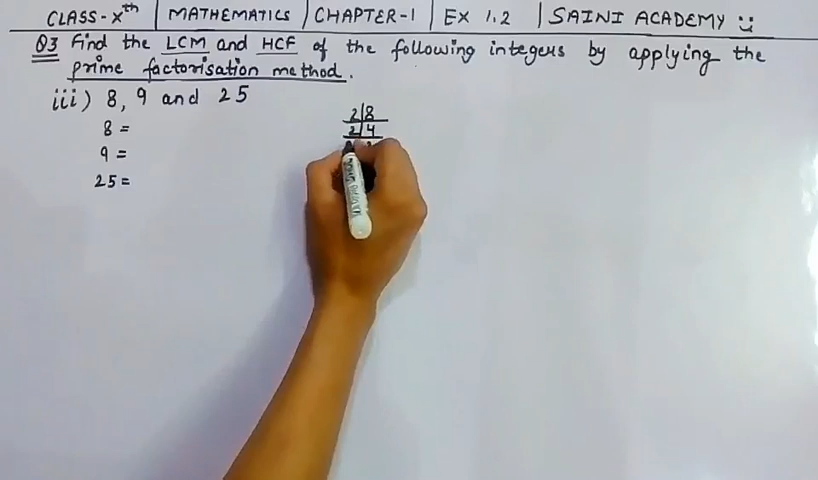 CLASS-Xth | MATHEMATICS | CHAPTER-1 | EX 1.2 | SAINI ACADEMY
Q3 Find the LCM and HCF of the following integers by applying the
prime factorisation method.
iii) 8, 9 and 25
8 =
9 =
25 =
2|8
2|4